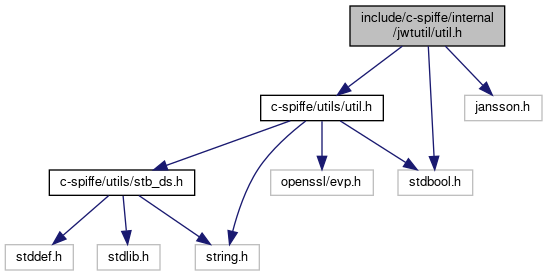 include/c-spiffe/internal
/jwtutil/util.h
c-spiffe/utils/util.h
jansson.h
c-spiffe/utils/stb_ds.h
openssl/evp.h
stdbool.h
stddef.h
stdlib.h
string.h